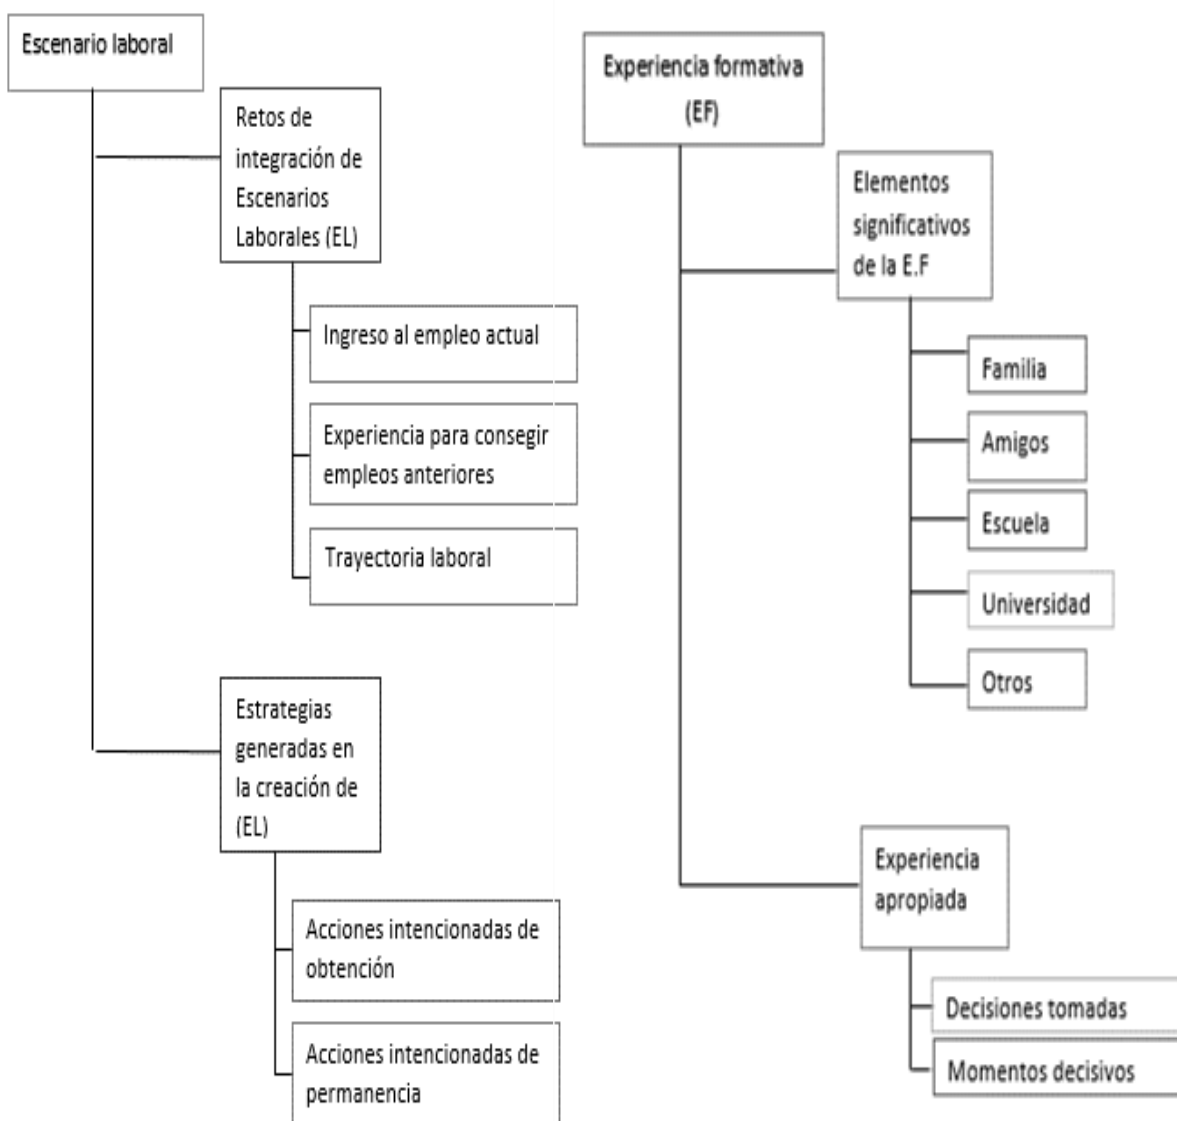 Escenario laboral
Retos de
integración de
Escenarios
Laborales (EL)
Ingreso al empleo actual
Experiencia para consegir
empleos anteriores
Trayectoria laboral
Estrategias
generadas en
la creación de
(EL)
Acciones intencionadas de
obtención
Acciones intencionadas de
permanencia
Experiencia formativa
(EF)
Elementos
significativos
de la E.F
Familia
Amigos
Escuela
Universidad
Otros
Experiencia
apropiada
Decisiones tomadas
Momentos decisivos